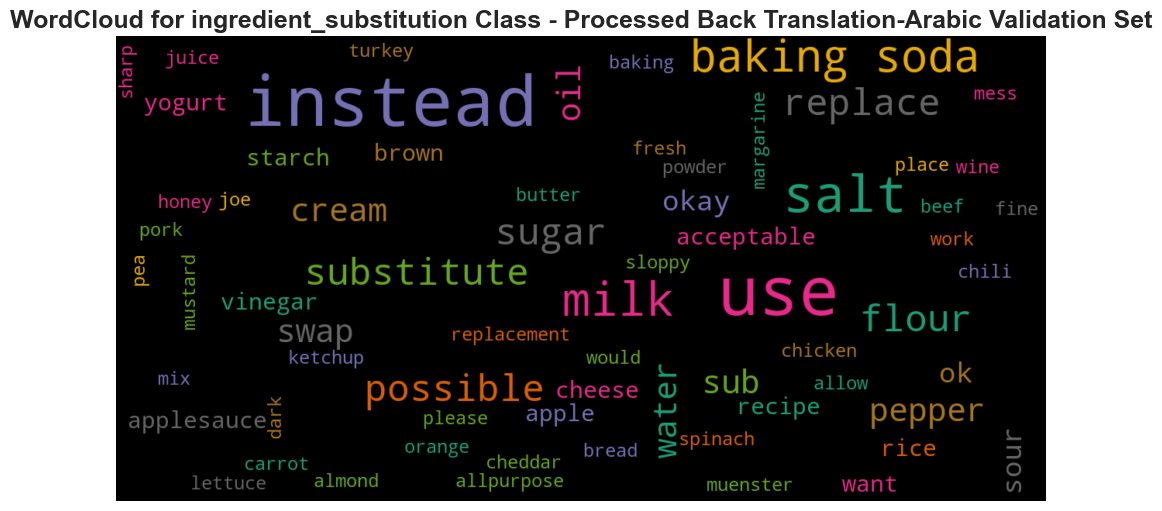 WordCloud for ingredient_substitution Class - Processed Back Translation-Arabic Validation Set
sharp
juice
turkey
baking
baking soda
yogurt
instead
oil
replace
mess
margarine
starch
brown
fresh
powder
place
wine
honey
joe
butter
okay
salt
beef
fine
cream
pork
sugar
acceptable
work
pea
mustard
substitute
sloppy
chili
vinegar
milk
use
flour
swap
replacement
ketchup
would
chicken
mix
possible
cheese
water
sub
allow
ok
applesauce
dark
please
apple
recipe
pepper
orange
bread
spinach
rice
sour
carrot
cheddar
lettuce
almond
allpurpose
muenster
want